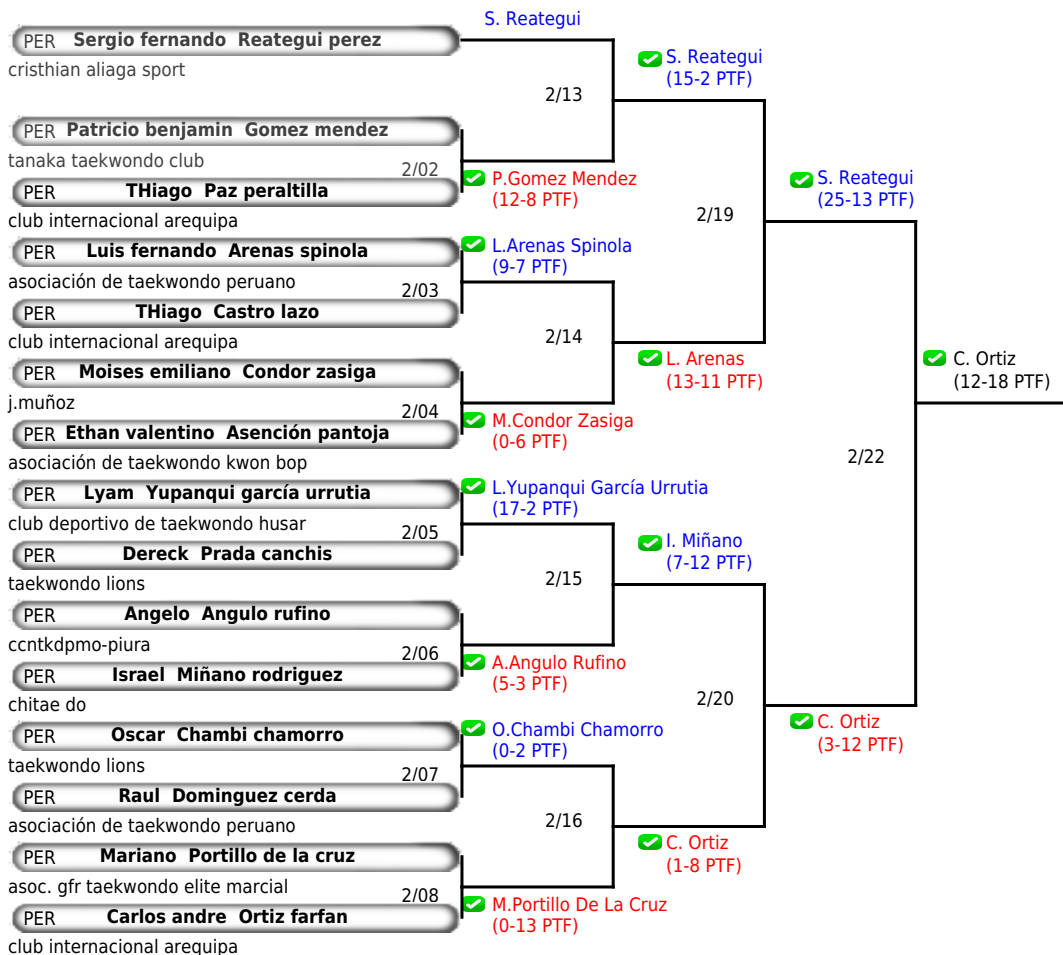 S. Reategui
PER Sergio fernando Reategui perez
cristhian aliaga sport
S. Reategui
(15-2 PTF)
2/13
PER Patricio benjamin Gomez mendez
tanaka taekwondo club
2/02
P.Gomez Mendez
(12-8 PTF)
S. Reategui
(25-13 PTF)
PER THiago Paz peraltilla
club internacional arequipa
2/19
PER Luis fernando Arenas spinola
L.Arenas Spinola
(9-7 PTF)
asociación de taekwondo peruano
2/03
PER THiago Castro lazo
club internacional arequipa
2/14
L. Arenas
(13-11 PTF)
C. Ortiz
(12-18 PTF)
PER Moises emiliano Condor zasiga
j.muñoz
2/04
M.Condor Zasiga
(0-6 PTF)
PER Ethan valentino Asención pantoja
asociación de taekwondo kwon bop
2/22
PER Lyam Yupanqui garcía urrutia
L.Yupanqui García Urrutia
(17-2 PTF)
club deportivo de taekwondo husar
2/05
I. Miñano
(7-12 PTF)
PER Dereck Prada canchis
taekwondo lions
2/15
PER Angelo Angulo rufino
ccntkdpmo-piura
2/06
A.Angulo Rufino
(5-3 PTF)
PER Israel Miñano rodriguez
chitae do
2/20
PER Oscar Chambi chamorro
O.Chambi Chamorro
(0-2 PTF)
C. Ortiz
(3-12 PTF)
taekwondo lions
2/07
PER Raul Dominguez cerda
asociación de taekwondo peruano
2/16
C. Ortiz
(1-8 PTF)
PER Mariano Portillo de la cruz
asoc. gfr taekwondo elite marcial
2/08
M.Portillo De La Cruz
(0-13 PTF)
PER Carlos andre Ortiz farfan
club internacional arequipa